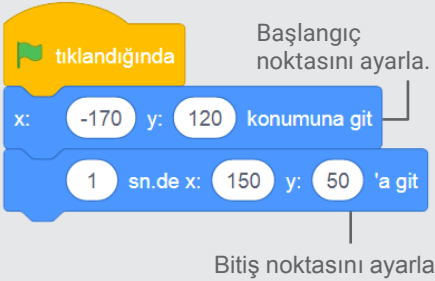 Başlangıç
noktasını ayarla.
tıklandığında
x: -170 y: 120 konumuna git
1 sn.de x: 150 y: 50 'a git
Bitiş noktasını ayarla